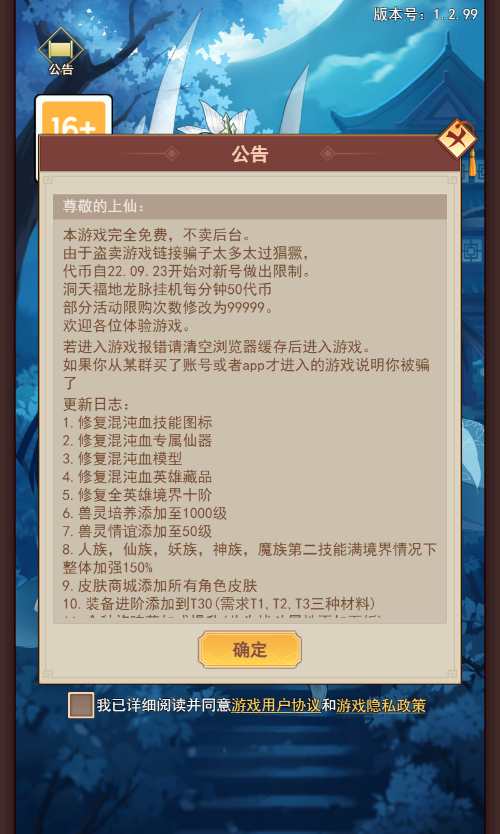 版本号：1.2.99
公告
16+
公告
尊敬的上仙：
本游戏完全免费，不卖后台。
由于盗卖游戏链接骗子太多太过猖獗，
代币自22.09.23开始对新号做出限制。
洞天福地龙脉挂机每分钟50代币
部分活动限购次数修改为99999。
欢迎各位体验游戏。
若进入游戏报错请清空浏览器缓存后进入游戏。
如果你从某群买了账号或者app才进入的游戏说明你被骗
了
更新日志：
1.修复混沌血技能图标
2.修复混沌血专属仙器
3.修复混沌血模型
4.修复混沌血英雄藏品
5.修复全英雄境界十阶
6.兽灵培养添加至1000级
7.兽灵情谊添加至50级
8.人族，仙族，妖族，神族，魔族第二技能满境界情况下
整体加强150%
9.皮肤商城添加所有角色皮肤
10.装备进阶添加到T30(需求T1,T2,T3三种材料)
确定
我已详细阅读并同意游戏用户协议和游戏隐私政策